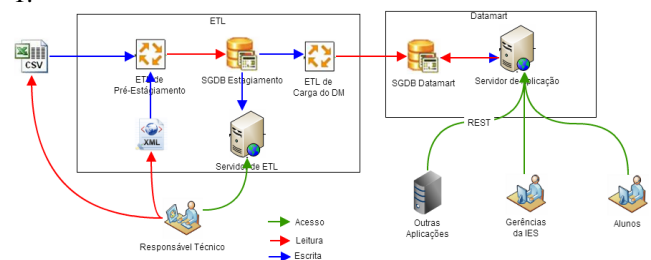 1.
ETL
Datamart
CSV
ETL de
Pré-Estágiamento
SGDB Estágiamento
ETL de
Carga do DM
SGDB Datamart
Servidor de Aplicação
XML
Servidor de ETL
REST
Responsável Técnico
Acesso
Leitura
Escrita
Outras
Aplicações
Gerências
da IES
Alunos